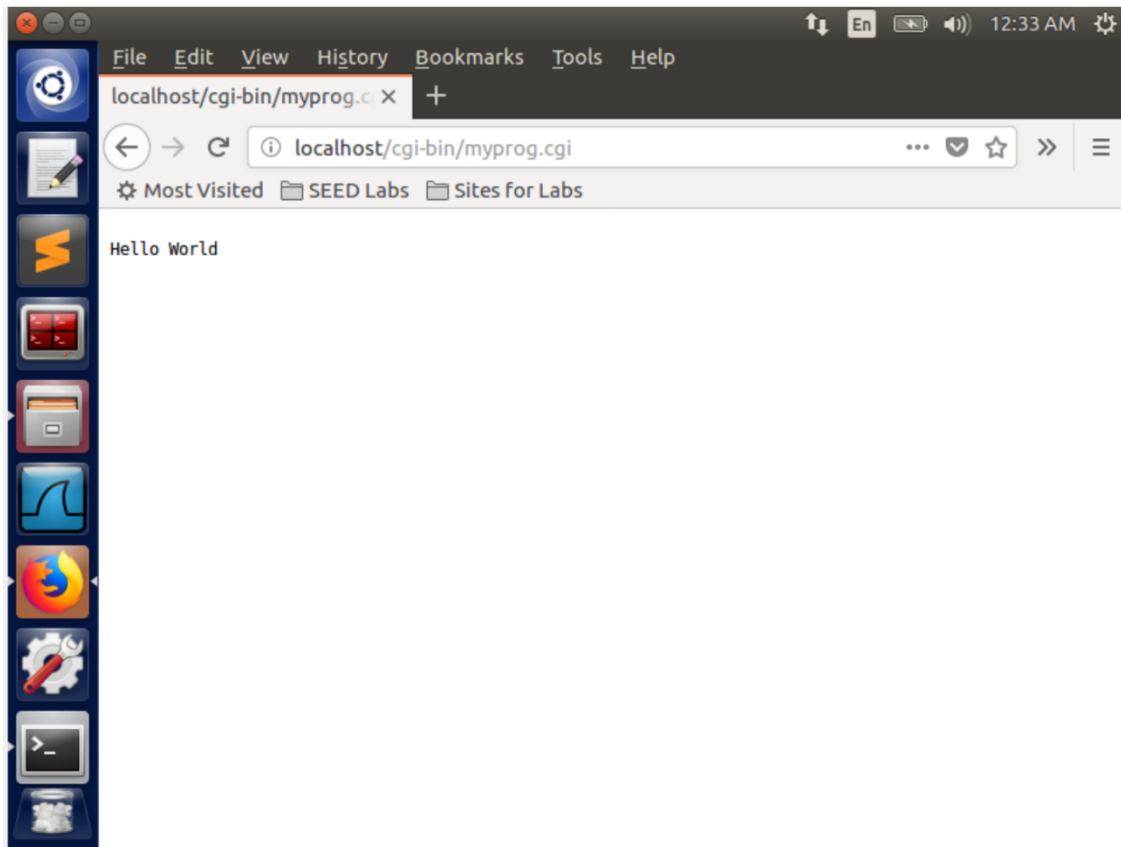 En 12:33 AM
File Edit View History Bookmarks Tools Help
localhost/cgi-bin/myprog.c
localhost/cgi-bin/myprog.cgi
Most Visited SEED Labs Sites for Labs
Hello World